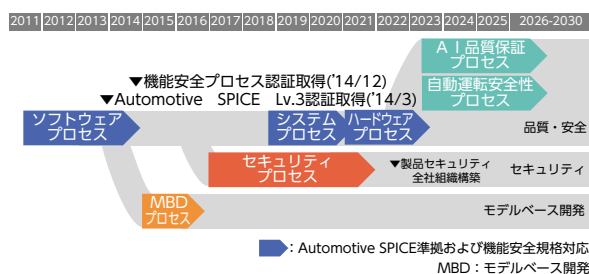 2011 2012 2013 2014 2015 2016 2017 2018 2019 2020 2021 2022 2023 2024 2025 2026-2030
AI品質保証
プロセス
▼機能安全プロセス認証取得('14/12)
自動運転安全性
プロセス
▼Automotive SPICE Lv.3認証取得('14/3)
ソフトウェア
プロセス
システム
プロセス
ハードウェア
プロセス
品質・安全
セキュリティ
プロセス
▼製品セキュリティ
全社組織構築
セキュリティ
MBD
プロセス
モデルベース開発
:Automotive SPICE準拠および機能安全規格対応
MBD:モデルベース開発